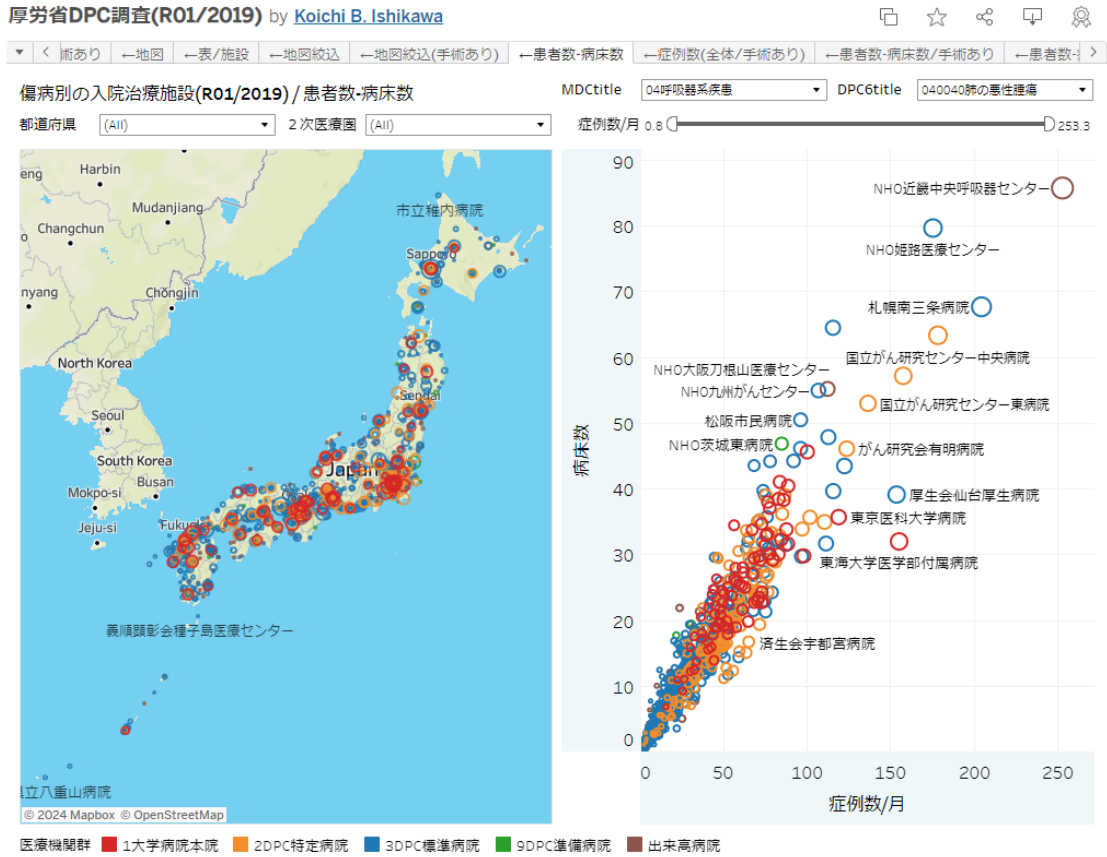 厚労省DPC調査(R01/2019) by Koichi B. Ishikawa
術あり ←地図 ←表/施設 ←地図絞込 ←地図絞込(手術あり) ←患者数-病床数 ←症例数(全体/手術あり) ←患者数-病床数/手術あり ←患者数-
傷病別の入院治療施設(R01/2019) / 患者数-病床数
MDCtitle 04呼吸器系疾患 DPC6title 040040肺の悪性腫瘍
都道府県 (All) 2次医療圏 (All)
症例数/月 0.8 253.3
eng
Harbin
Mudanjiang
Changchun
nyang
Chongjin
North Korea
Seoul
South Korea
Mokpo-si
Busan
Jeju-si
市立稚内病院
Sapporo
Sendai
Japan
Fukuo
義順顕彰会種子島医療センター
立八重山病院
© 2024 Mapbox © OpenStreetMap
病床数
90
80
70
60
50
40
30
20
10
0
NHO近畿中央呼吸器センター
NHO姫路医療センター
札幌南三条病院
国立がん研究センター中央病院
NHO大阪刀根山医療センター
NHO九州がんセンター
国立がん研究センター東病院
松阪市民病院
NHO茨城東病院
がん研究会有明病院
厚生会仙台厚生病院
東京医科大学病院
東海大学医学部付属病院
済生会宇都宮病院
0 50 100 150 200 250
症例数/月
医療機関群 1大学病院本院 2DPC特定病院 3DPC標準病院 9DPC準備病院 出来高病院